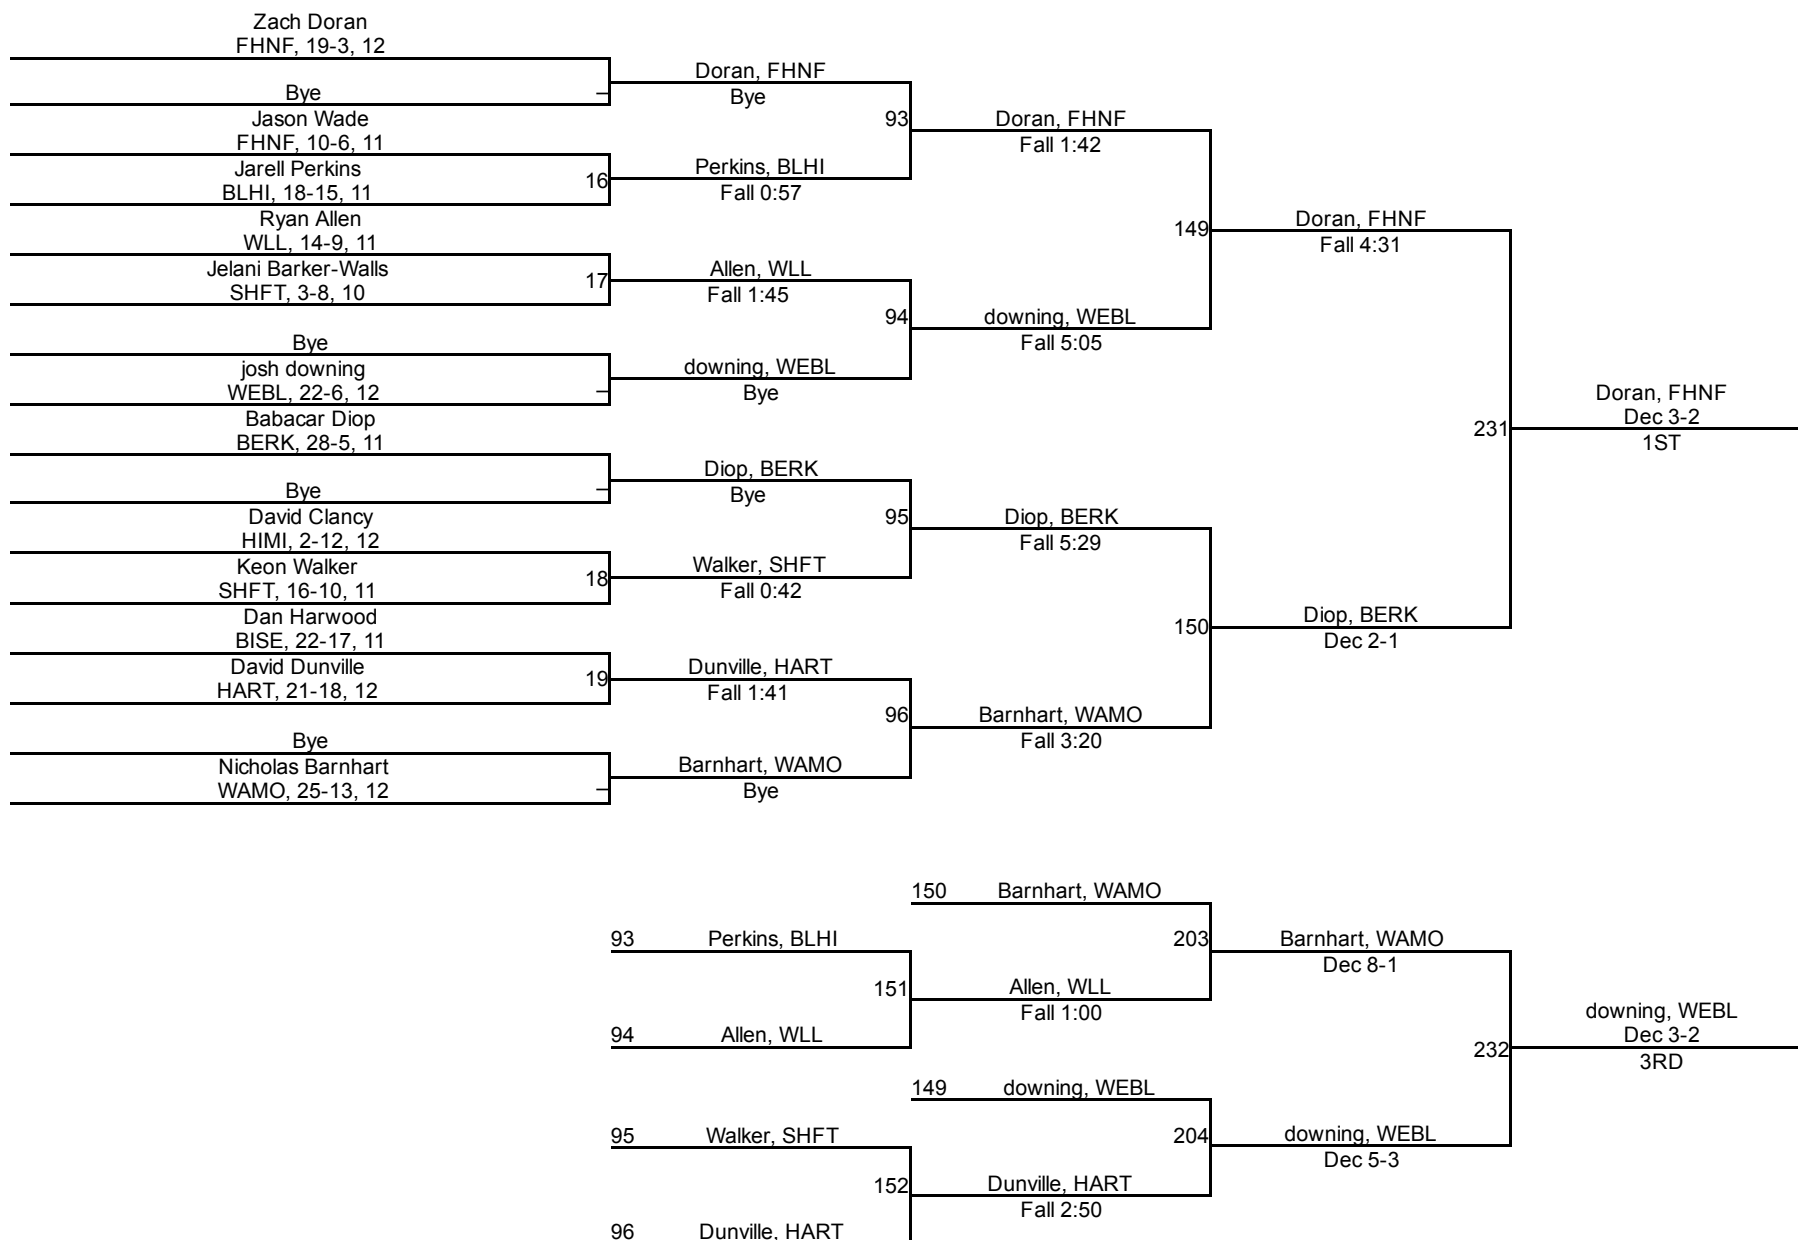 Zach Doran
FHNF, 19-3, 12
Bye
Jason Wade
FHNF, 10-6, 11
Jarell Perkins
BLHI, 18-15, 11
16
Ryan Allen
WLL, 14-9, 11
Jelani Barker-Walls
SHFT, 3-8, 10
17
Bye
josh downing
WEBL, 22-6, 12
Babacar Diop
BERK, 28-5, 11
Bye
David Clancy
HIMI, 2-12, 12
Keon Walker
SHFT, 16-10, 11
18
Dan Harwood
BISE, 22-17, 11
David Dunville
HART, 21-18, 12
19
Bye
Nicholas Barnhart
WAMO, 25-13, 12
Doran, FHNF
Bye
93
Perkins, BLHI
Fall 0:57
Allen, WLL
Fall 1:45
94
downing, WEBL
Bye
Diop, BERK
Bye
95
Walker, SHFT
Fall 0:42
Dunville, HART
Fall 1:41
96
Barnhart, WAMO
Bye
Doran, FHNF
Fall 1:42
149
downing, WEBL
Fall 5:05
Diop, BERK
Fall 5:29
150
Barnhart, WAMO
Fall 3:20
Doran, FHNF
Fall 4:31
231
Diop, BERK
Dec 2-1
Doran, FHNF
Dec 3-2
1ST
150 Barnhart, WAMO
93 Perkins, BLHI
203
151
Allen, WLL
Fall 1:00
94 Allen, WLL
149 downing, WEBL
95 Walker, SHFT
204
152
Dunville, HART
Fall 2:50
96 Dunville, HART
Barnhart, WAMO
Dec 8-1
232
downing, WEBL
Dec 5-3
downing, WEBL
Dec 3-2
3RD